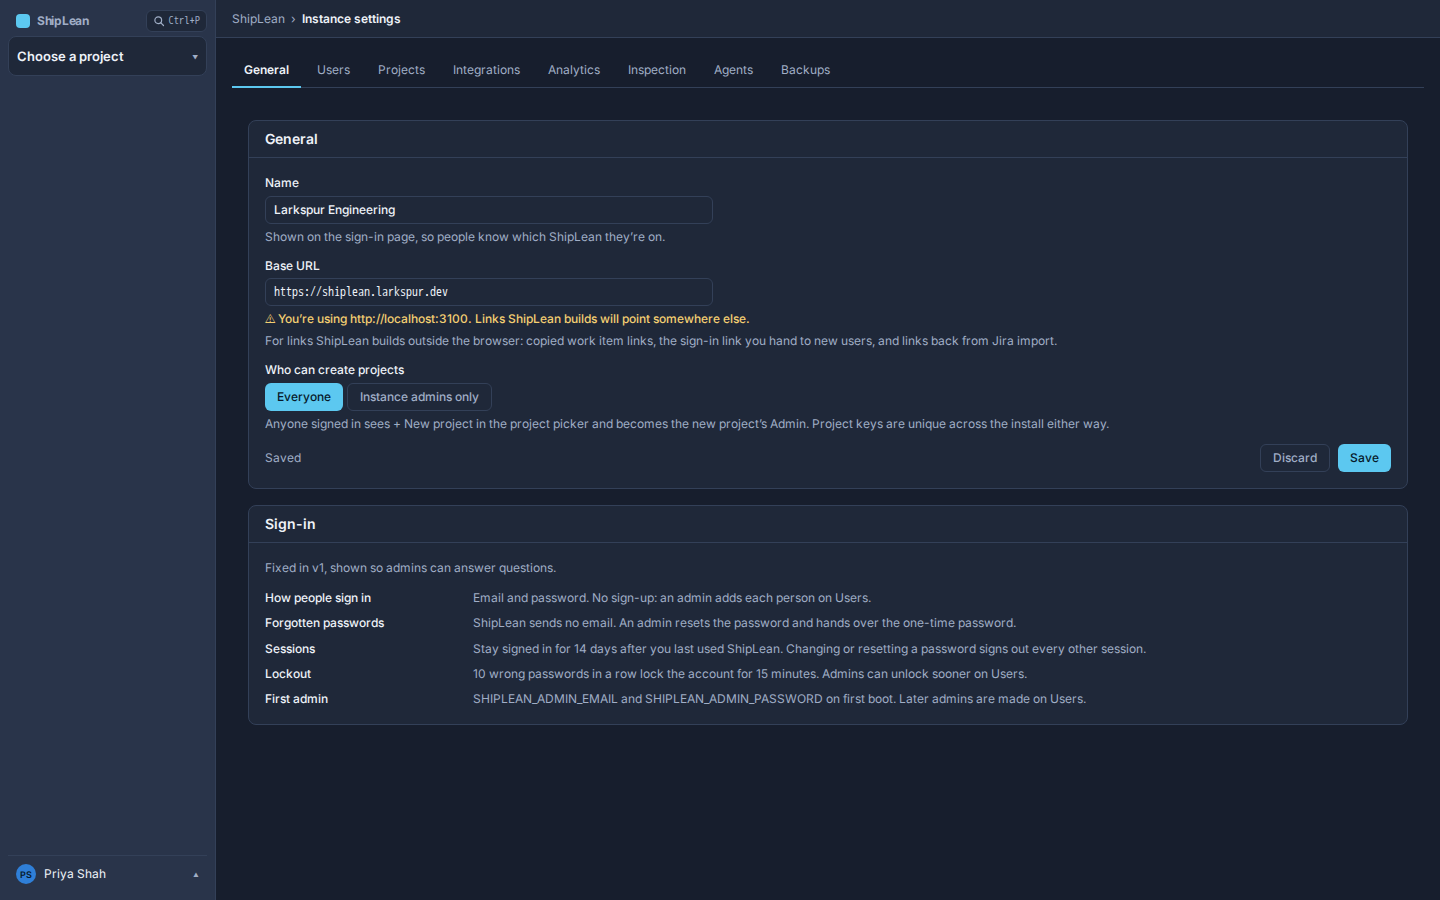 ShipLean
Ctrl+P
Choose a project
ShipLean › Instance settings
General
Users
Projects
Integrations
Analytics
Inspection
Agents
Backups
General
Name
Larkspur Engineering
Shown on the sign-in page, so people know which ShipLean they’re on.
Base URL
https://shiplean.larkspur.dev
⚠ You’re using http://localhost:3100. Links ShipLean builds will point somewhere else.
For links ShipLean builds outside the browser: copied work item links, the sign-in link you hand to new users, and links back from Jira import.
Who can create projects
Everyone
Instance admins only
Anyone signed in sees + New project in the project picker and becomes the new project’s Admin. Project keys are unique across the install either way.
Saved
Discard
Save
Sign-in
Fixed in v1, shown so admins can answer questions.
How people sign in
Email and password. No sign-up: an admin adds each person on Users.
Forgotten passwords
ShipLean sends no email. An admin resets the password and hands over the one-time password.
Sessions
Stay signed in for 14 days after you last used ShipLean. Changing or resetting a password signs out every other session.
Lockout
10 wrong passwords in a row lock the account for 15 minutes. Admins can unlock sooner on Users.
First admin
SHIPLEAN_ADMIN_EMAIL and SHIPLEAN_ADMIN_PASSWORD on first boot. Later admins are made on Users.
PS
Priya Shah